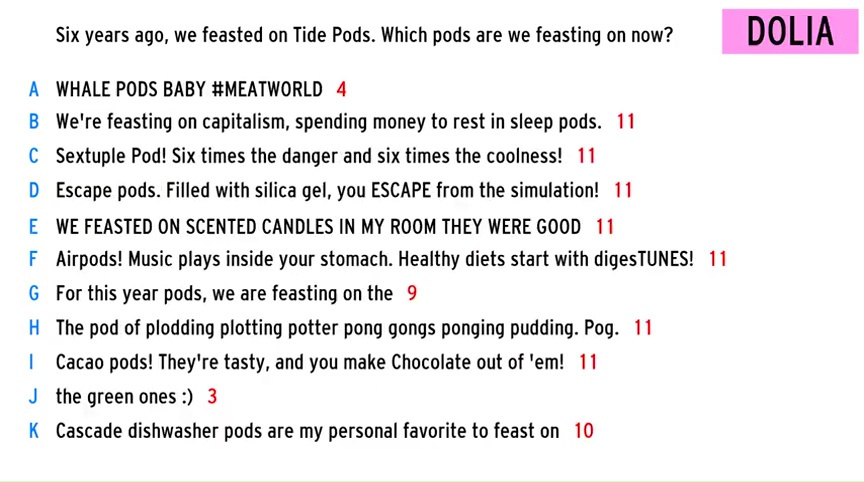 Six years ago, we feasted on Tide Pods. Which pods are we feasting on now?
DOLIA
A WHALE PODS BABY #MEATWORLD 4
B We're feasting on capitalism, spending money to rest in sleep pods. 11
C Sextuple Pod! Six times the danger and six times the coolness! 11
D Escape pods. Filled with silica gel, you ESCAPE from the simulation! 11
E WE FEASTED ON SCENTED CANDLES IN MY ROOM THEY WERE GOOD 11
F Airpods! Music plays inside your stomach. Healthy diets start with digesTUNES! 11
G For this year pods, we are feasting on the 9
H The pod of plodding plotting potter pong gongs ponging pudding. Pog. 11
I Cacao pods! They're tasty, and you make Chocolate out of 'em! 11
J the green ones :) 3
K Cascade dishwasher pods are my personal favorite to feast on 10